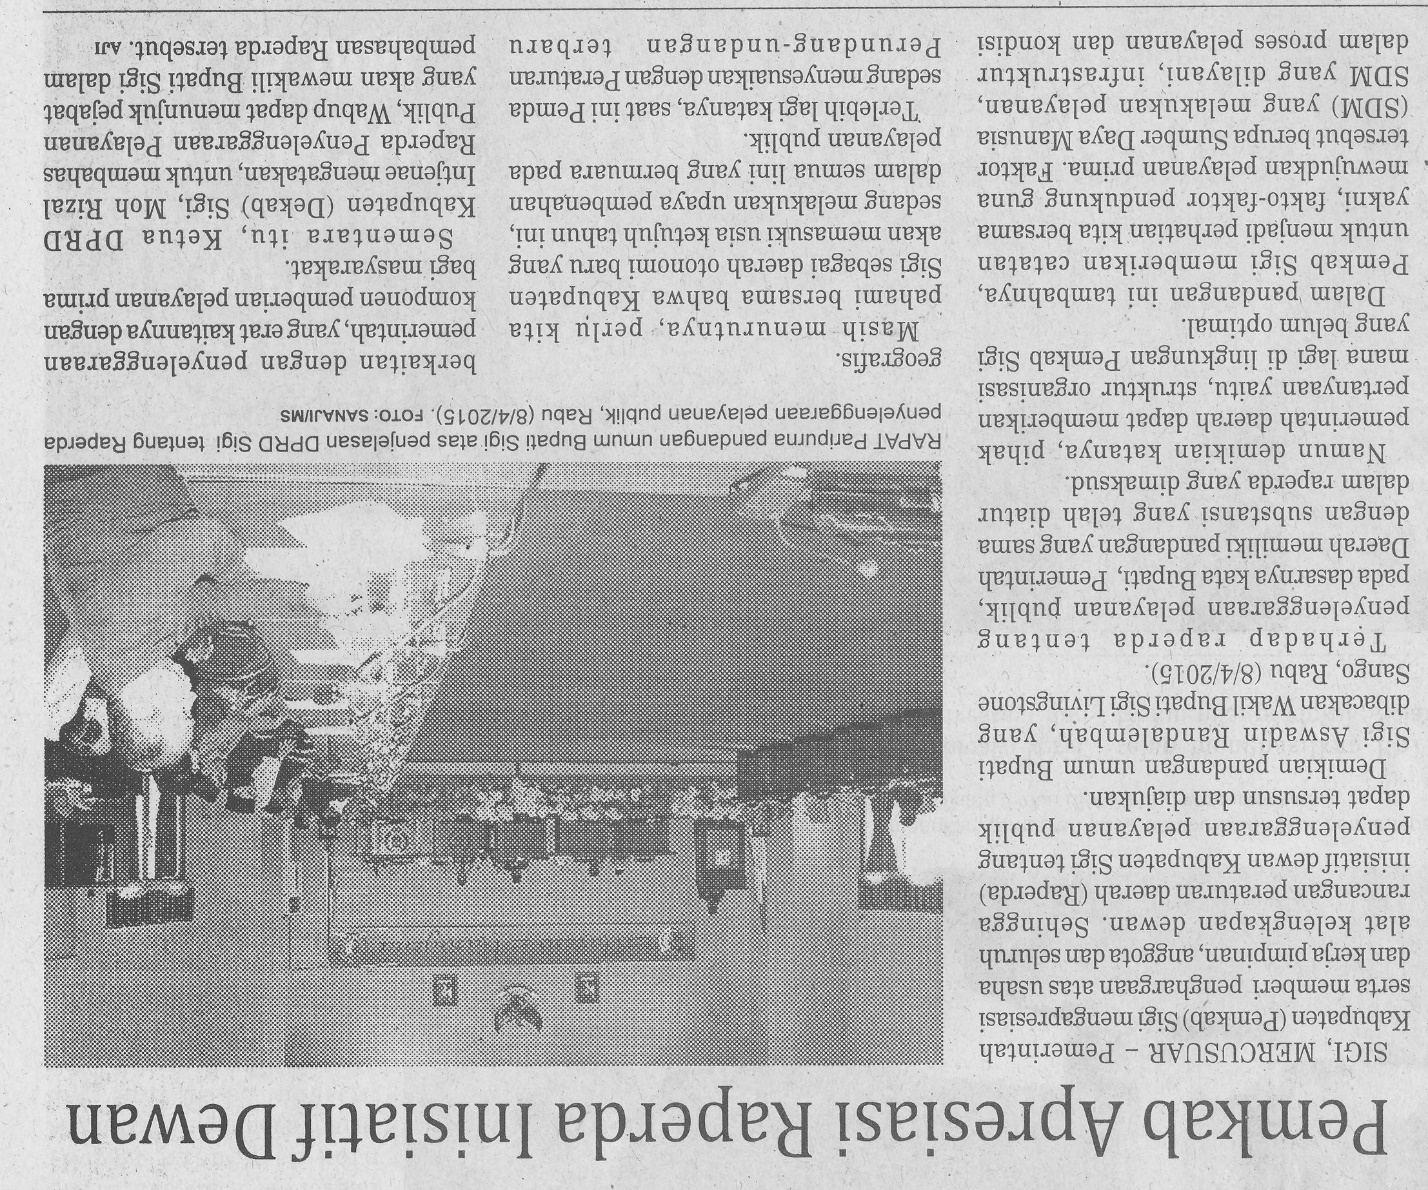 Pemkab Apresiasi Raperda Inisiatif Dewan
SIGI, MERCUSUAR – Pemerintah
Kabupaten (Pemkab) Sigi mengapresiasi
serta memberi penghargaan atas usaha
dan kerja pimpinan, anggota dan seluruh
alat kelengkapan dewan. Sehingga
rancangan peraturan daerah (Raperda)
inisiatif dewan Kabupaten Sigi tentang
penyelenggaraan pelayanan publik
dapat tersusun dan diajukan.
Demikian pandangan umum Bupati
Sigi Aswadin Randalembah, yang
dibacakan Wakil Bupati Sigi Livingstone
Sango, Rabu (8/4/2015).
Terhadap raperda tentang
penyelenggaraan pelayanan publik,
pada dasarnya kata Bupati, Pemerintah
Daerah memiliki pandangan yang sama
dengan substansi yang telah diatur
dalam raperda yang dimaksud.
Namun demikian katanya, pihak
pemerintah daerah dapat memberikan
pertanyaan yaitu, struktur organisasi
mana lagi di lingkungan Pemkab Sigi
yang belum optimal.
Dalam pandangan ini tambahnya,
Pemkab Sigi memberikan catatan
untuk menjadi perhatian kita bersama
yakni, fakto-faktor pendukung guna
mewujudkan pelayanan prima. Faktor
tersebut berupa Sumber Daya Manusia
(SDM) yang melakukan pelayanan,
SDM yang dilayani, infrastruktur
dalam proses pelayanan dan kondisi
RAPAT Paripurna pandangan umum Bupati Sigi atas penjelasan DPRD Sigi tentang Raperda
penyelenggaraan pelayanan publik, Rabu (8/4/2015). FOTO: SANAJI/MS
geografis.
Masih menurutnya, perlu kita
pahami bersama bahwa Kabupaten
Sigi sebagai daerah otonomi baru yang
akan memasuki usia ketujuh tahun ini,
sedang melakukan upaya pembenahan
dalam semua lini yang bermuara pada
pelayanan publik.
Terlebih lagi katanya, saat ini Pemda
sedang menyesuaikan dengan Peraturan
Perundang-undangan terbaru
berkaitan dengan penyelenggaraan
pemerintah, yang erat kaitannya dengan
komponen pemberian pelayanan prima
bagi masyarakat.
Sementara itu, Ketua DPRD
Kabupaten (Dekab) Sigi, Moh Rizal
Intjenae mengatakan, untuk membahas
Raperda Penyelenggaraan Pelayanan
Publik, Wabup dapat menunjuk pejabat
yang akan mewakili Bupati Sigi dalam
pembahasan Raperda tersebut. AJI